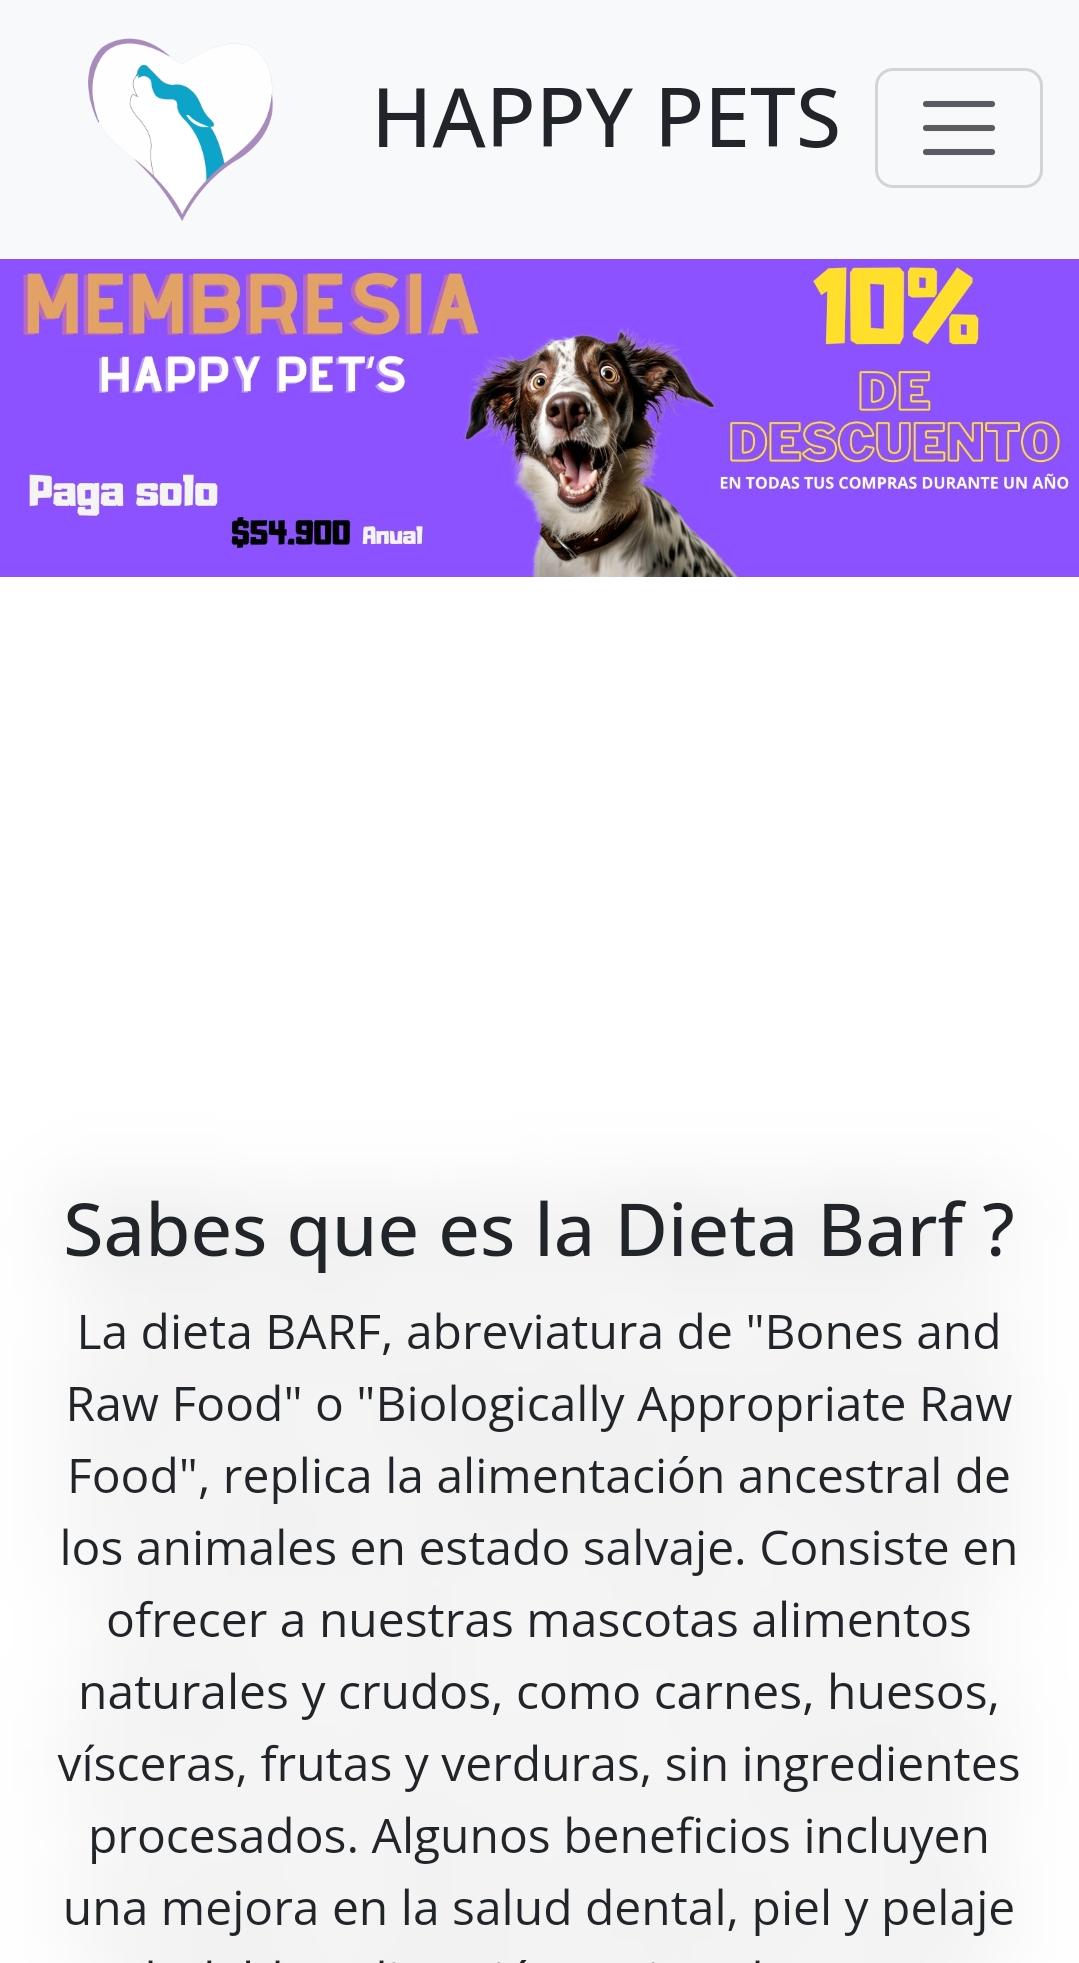 HAPPY PETS
MEMBRESIA
HAPPY PET'S
Paga solo
$54.900 Anual
10%
DE
DESCUENTO
EN TODAS TUS COMPRAS DURANTE UN AÑO
Sabes que es la Dieta Barf ?
La dieta BARF, abreviatura de "Bones and
Raw Food" o "Biologically Appropriate Raw
Food", replica la alimentación ancestral de
los animales en estado salvaje. Consiste en
ofrecer a nuestras mascotas alimentos
naturales y crudos, como carnes, huesos,
vísceras, frutas y verduras, sin ingredientes
procesados. Algunos beneficios incluyen
una mejora en la salud dental, piel y pelaje